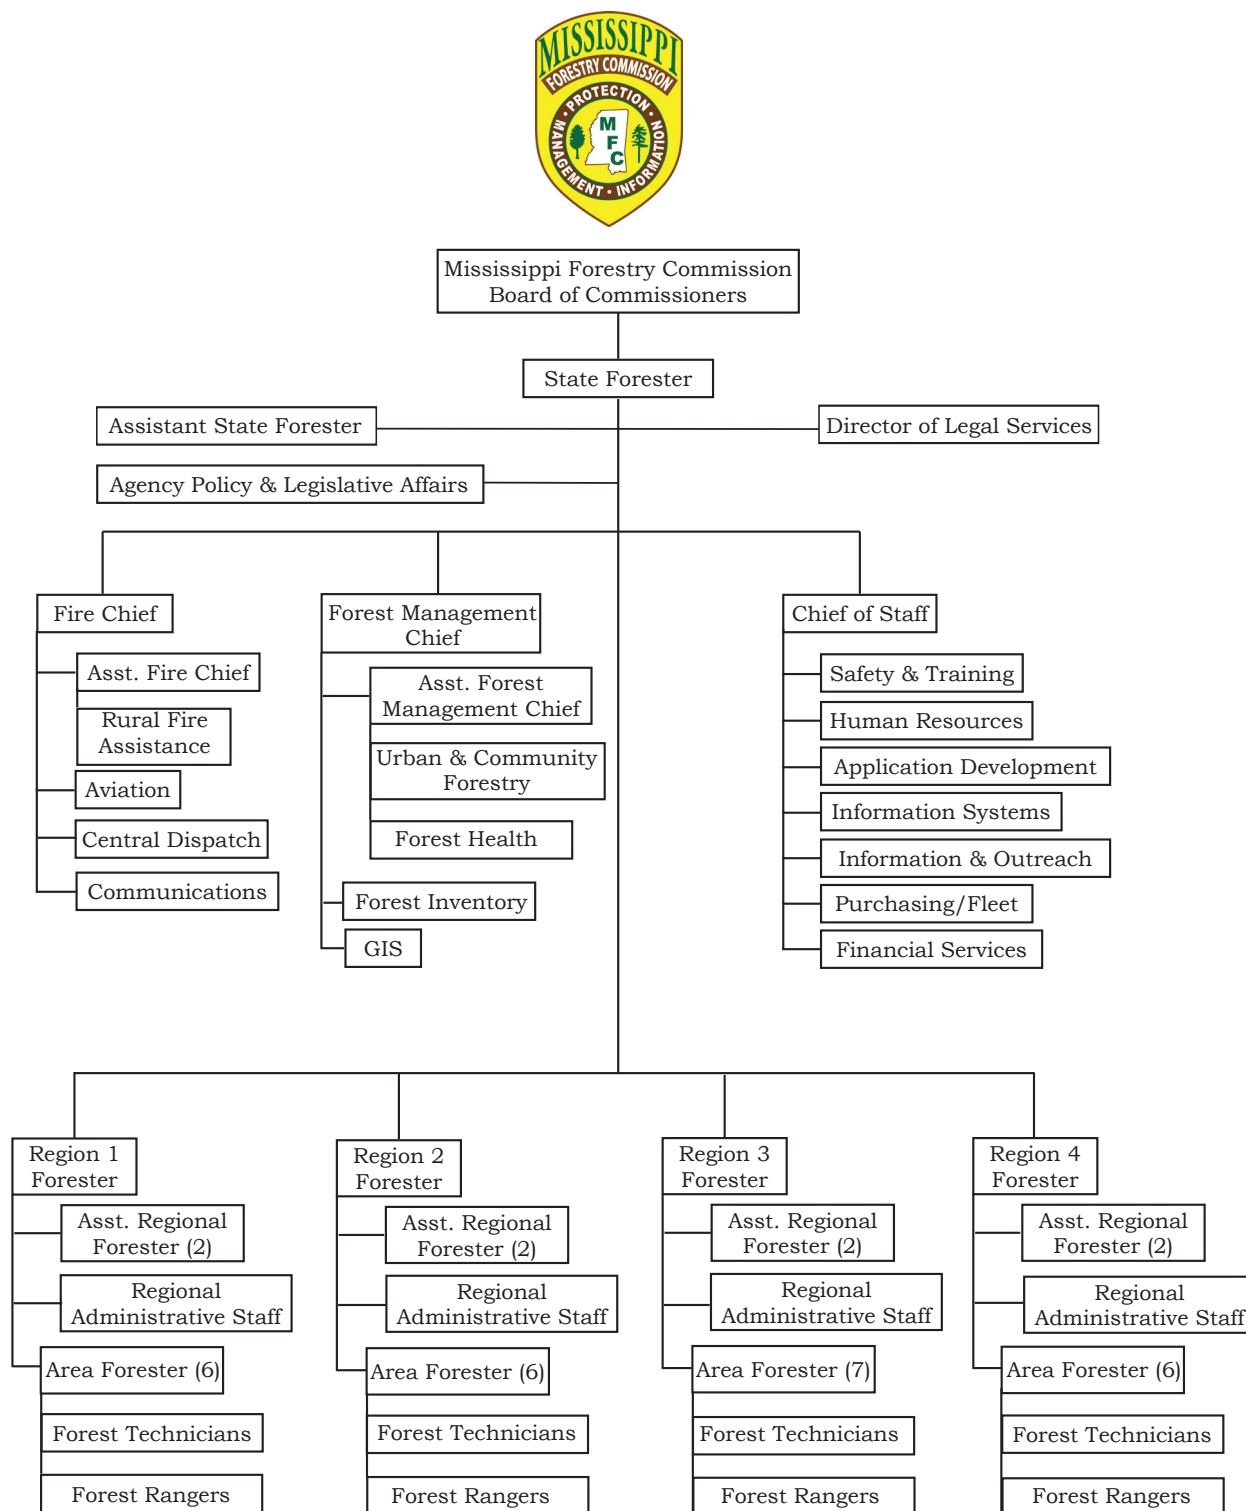 MISSISSIPPI
FORESTRY COMMISSION
MANAGEMENT • PROTECTION • INFORMATION •
M
F
C
Mississippi Forestry Commission
Board of Commissioners
State Forester
Assistant State Forester
Director of Legal Services
Agency Policy & Legislative Affairs
Fire Chief
Asst. Fire Chief
Rural Fire
Assistance
Aviation
Central Dispatch
Communications
Forest Management
Chief
Asst. Forest
Management Chief
Urban & Community
Forestry
Forest Health
Forest Inventory
GIS
Chief of Staff
Safety & Training
Human Resources
Application Development
Information Systems
Information & Outreach
Purchasing/Fleet
Financial Services
Region 1
Forester
Asst. Regional
Forester (2)
Regional
Administrative Staff
Area Forester (6)
Forest Technicians
Forest Rangers
Region 2
Forester
Asst. Regional
Forester (2)
Regional
Administrative Staff
Area Forester (6)
Forest Technicians
Forest Rangers
Region 3
Forester
Asst. Regional
Forester (2)
Regional
Administrative Staff
Area Forester (7)
Forest Technicians
Forest Rangers
Region 4
Forester
Asst. Regional
Forester (2)
Regional
Administrative Staff
Area Forester (6)
Forest Technicians
Forest Rangers